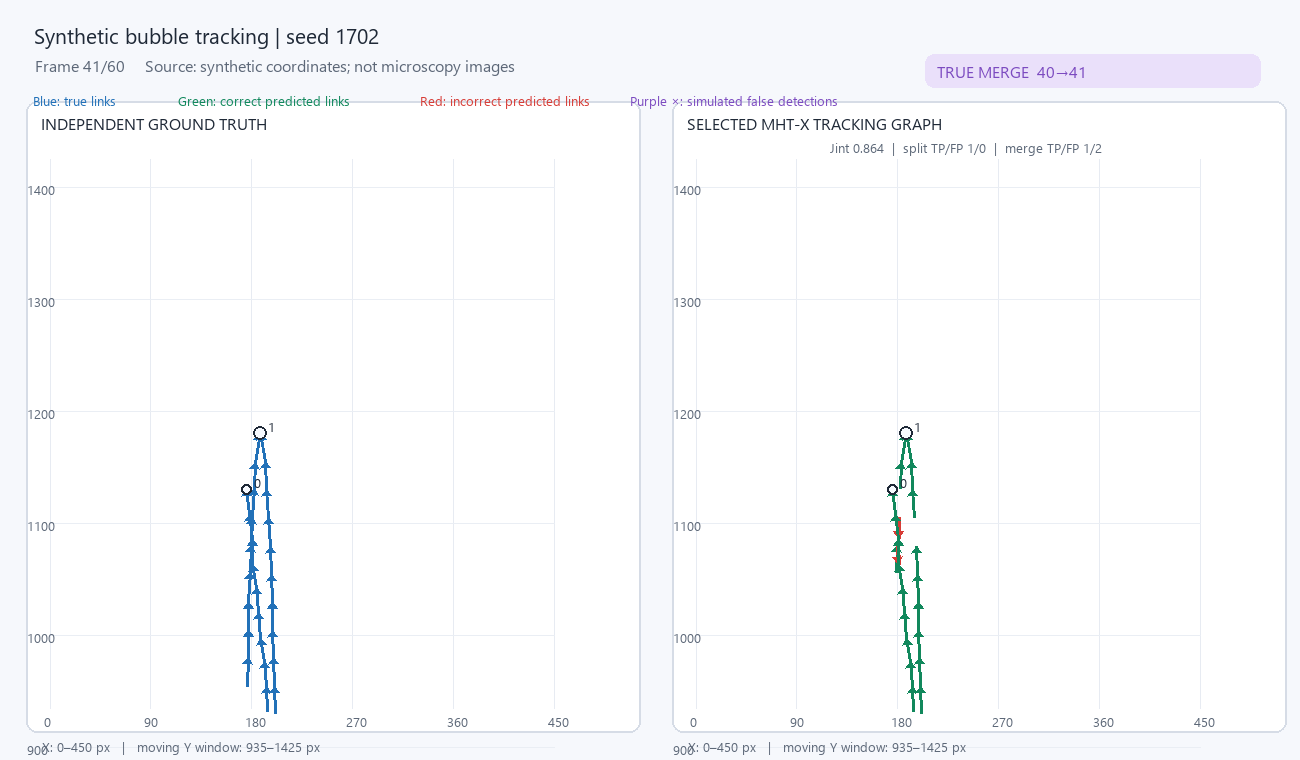 Synthetic bubble tracking | seed 1702
Frame 41/60 Source: synthetic coordinates; not microscopy images
TRUE MERGE 40→41
Blue: true links Green: correct predicted links Red: incorrect predicted links Purple ×: simulated false detections
INDEPENDENT GROUND TRUTH
1400
1300
1200
1100
1000
900
1
0
0 90 180 270 360 450
X: 0–450 px | moving Y window: 935–1425 px
SELECTED MHT-X TRACKING GRAPH
Jint 0.864 | split TP/FP 1/0 | merge TP/FP 1/2
1400
1300
1200
1100
1000
900
1
0
0 90 180 270 360 450
X: 0–450 px | moving Y window: 935–1425 px